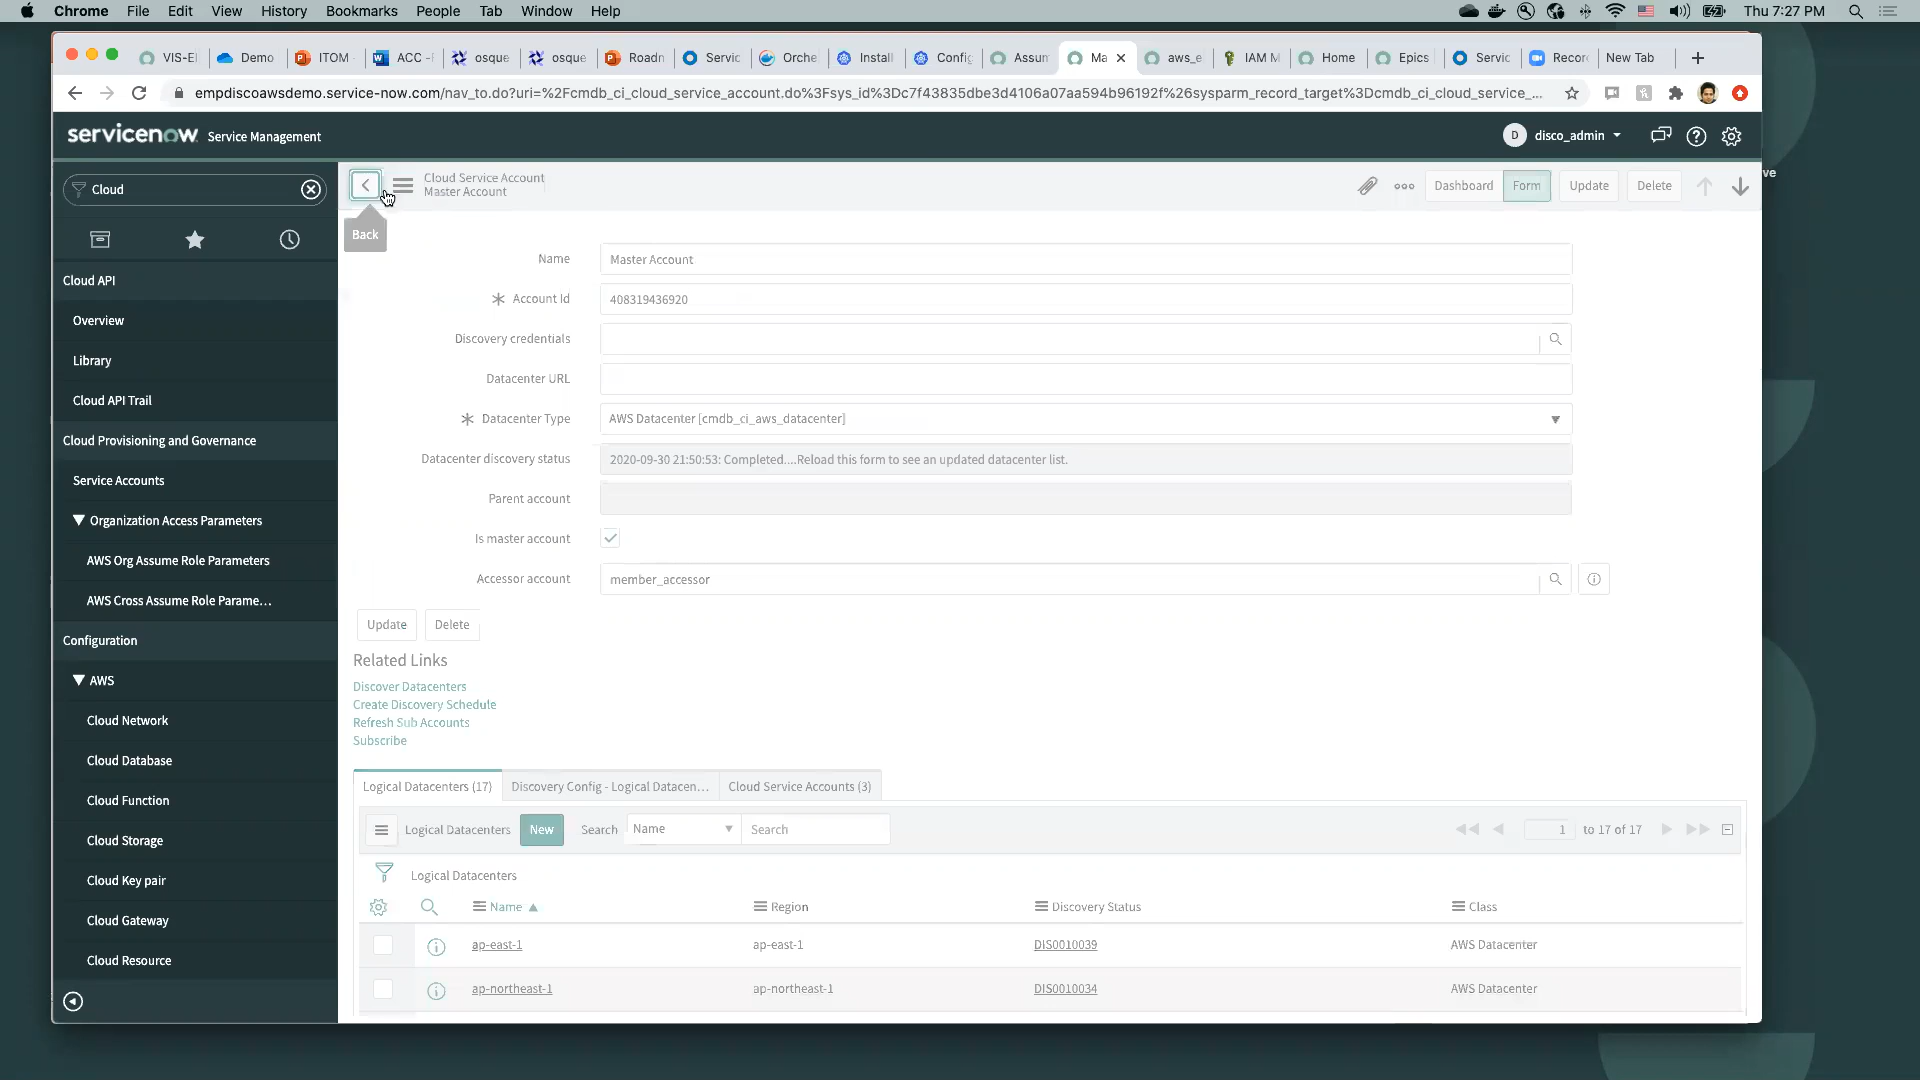 Chrome File Edit View History Bookmarks People Tab Window Help
Thu 7:27 PM
VIS-E
Demo
ITOM
ACC -
osque
osque
Roadn
Servic
Orche
Install
Config
Assum
Ma
aws_e
IAM M
Home
Epics
Servic
Recor
New Tab
empdiscoawsdemo.service-now.com/nav_to.do?uri=%2Fcmdb_ci_cloud_service_account.do%3Fsys_id%3Dc7f43835dbe3d4106a07aa594b96192f%26sysparm_record_target%3Dcmdb_ci_cloud_service_...
servicenow Service Management
D disco_admin
ve
Cloud
Cloud Service Account
Master Account
Dashboard Form Update Delete
Back
Cloud API
Overview
Library
Cloud API Trail
Cloud Provisioning and Governance
Service Accounts
Organization Access Parameters
AWS Org Assume Role Parameters
AWS Cross Assume Role Parame...
Configuration
AWS
Cloud Network
Cloud Database
Cloud Function
Cloud Storage
Cloud Key pair
Cloud Gateway
Cloud Resource
Name Master Account
Account Id 408319436920
Discovery credentials
Datacenter URL
Datacenter Type AWS Datacenter [cmdb_ci_aws_datacenter]
Datacenter discovery status 2020-09-30 21:50:53: Completed....Reload this form to see an updated datacenter list.
Parent account
Is master account
Accessor account member_accessor
Update Delete
Related Links
Discover Datacenters
Create Discovery Schedule
Refresh Sub Accounts
Subscribe
Logical Datacenters (17) Discovery Config - Logical Datacen... Cloud Service Accounts (3)
Logical Datacenters New Search Name Search 1 to 17 of 17
Logical Datacenters
Name Region Discovery Status Class
ap-east-1 ap-east-1 DIS0010039 AWS Datacenter
ap-northeast-1 ap-northeast-1 DIS0010034 AWS Datacenter